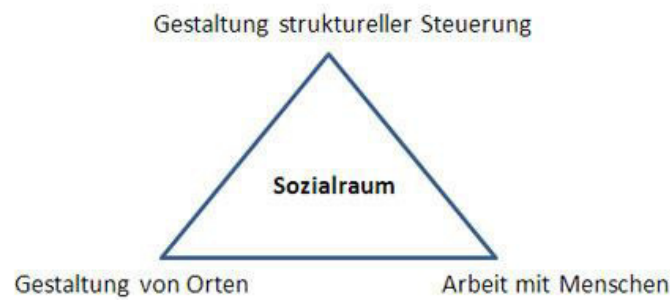 Gestaltung struktureller Steuerung
Sozialraum
Gestaltung von Orten
Arbeit mit Menschen